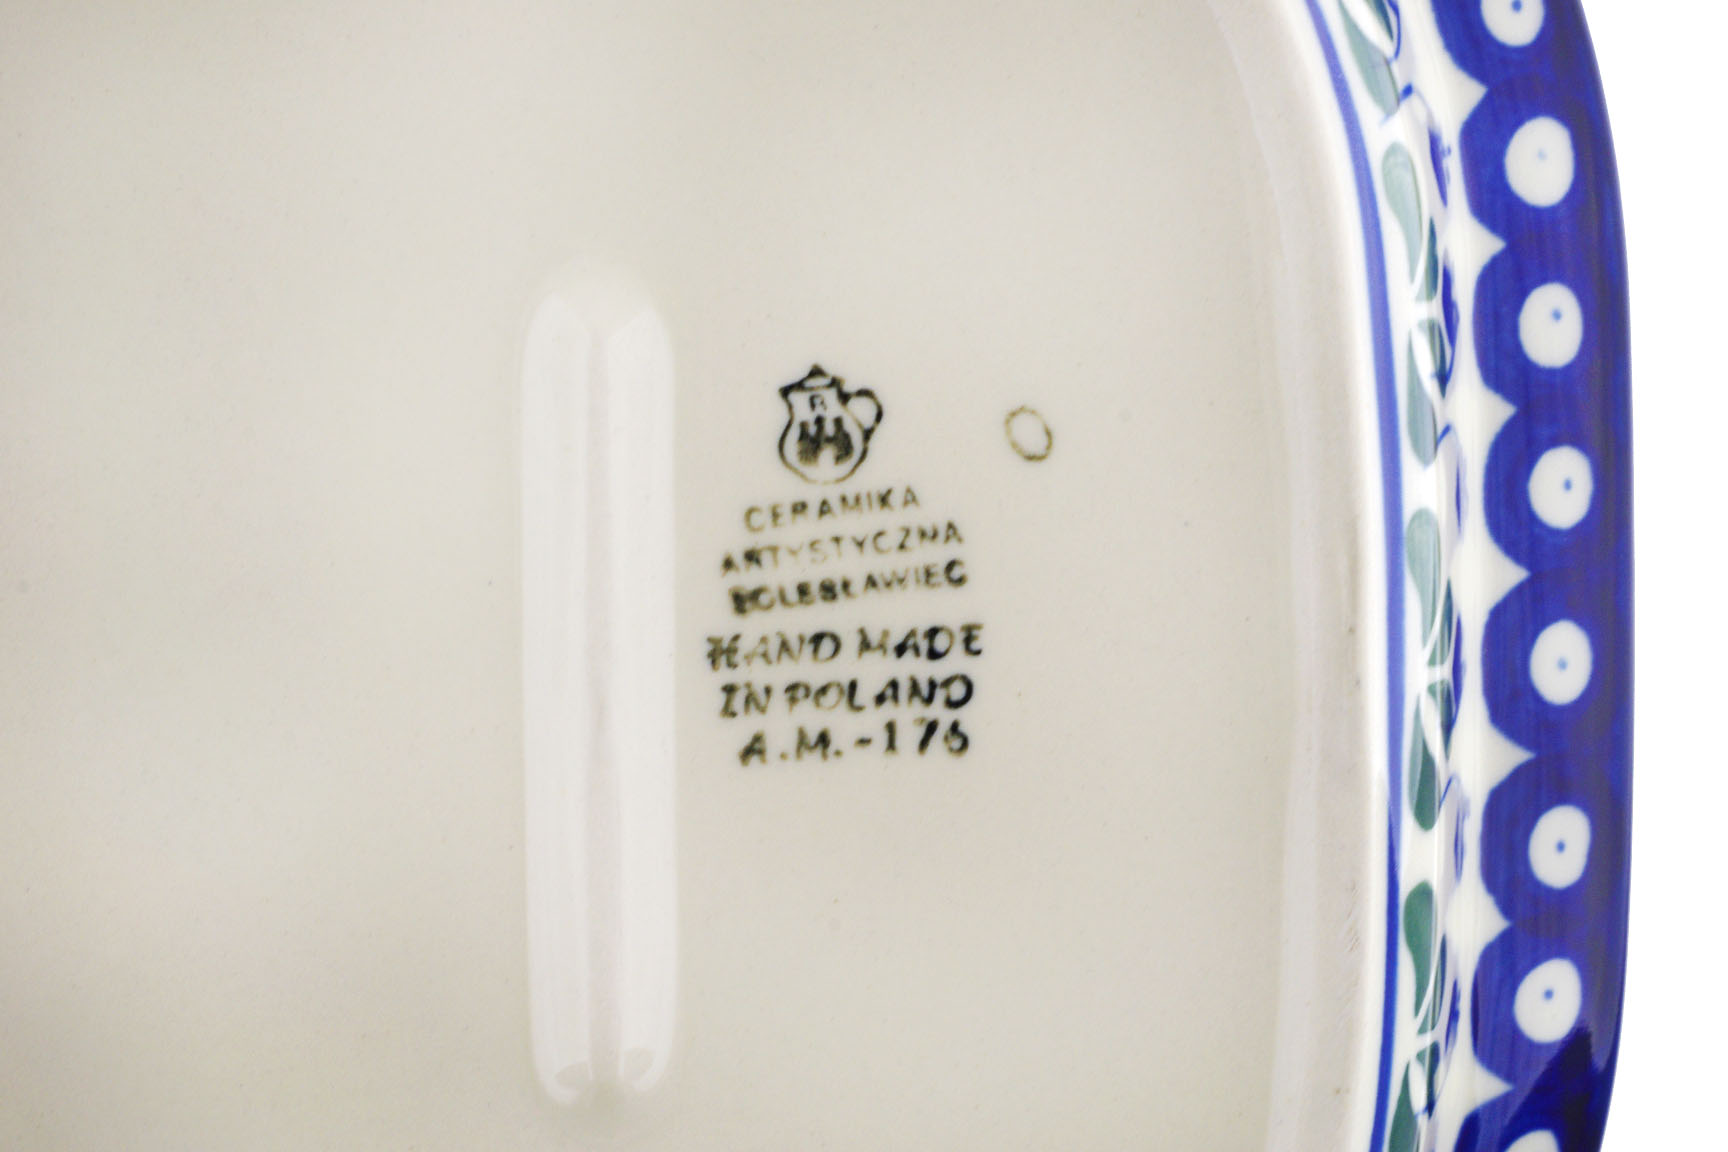 R
CERAMIKA
ARTYSTYCZNA
BOLESŁAWIEC
HAND MADE
IN POLAND
A.M.-176